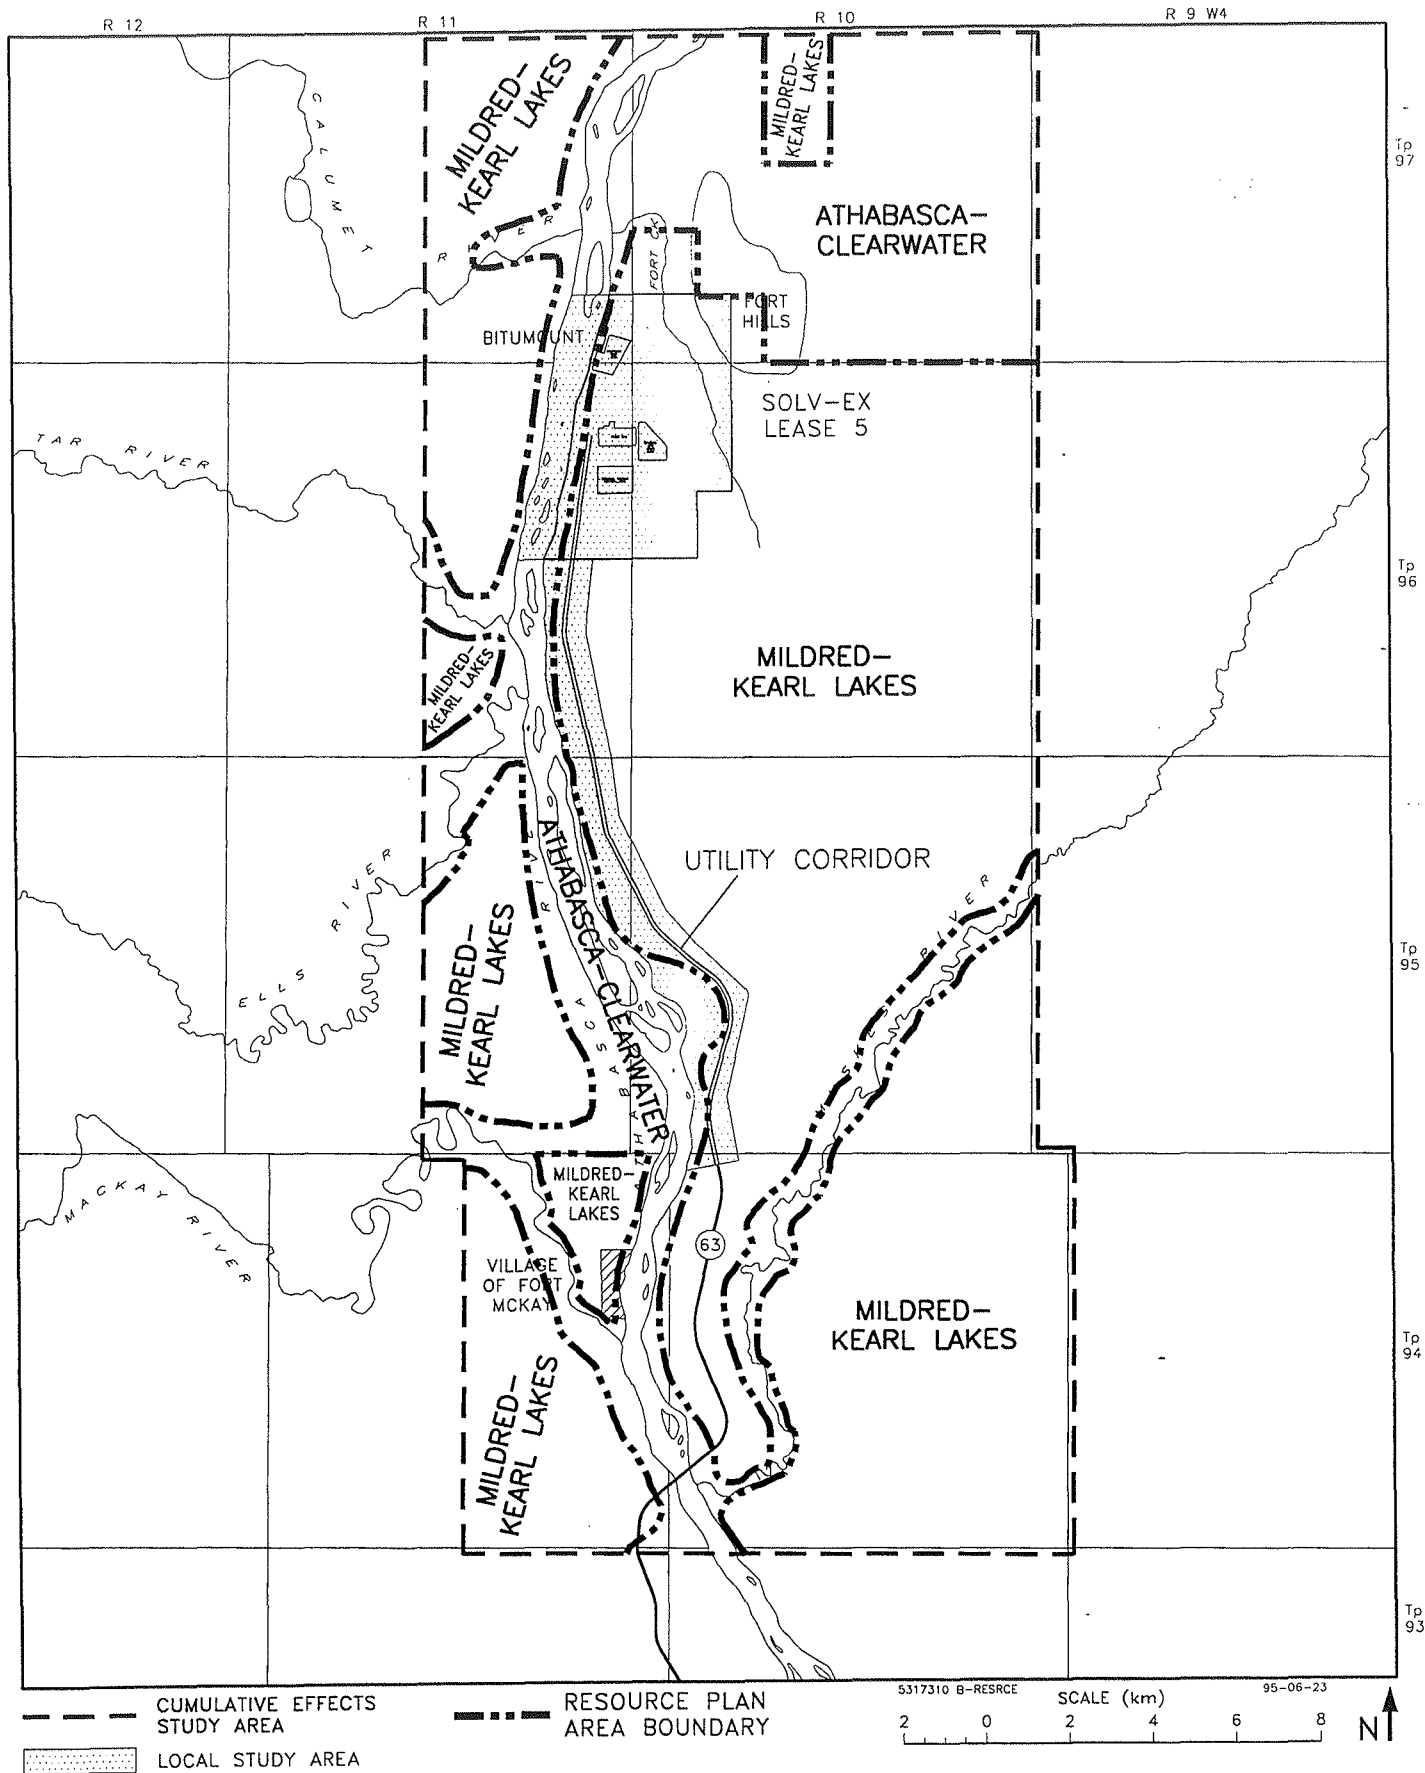 R 12
R 11
R 10
R 9 W4
MILDRED-
KEARL LAKES
MILDRED-
KEARL LAKES
CALUMET
RIVER
Tp
97
ATHABASCA-
CLEARWATER
FORT CK
FORT
HILLS
BITUMOUNT
SOLV-EX
LEASE 5
TAR RIVER
Tp
96
MILDRED-
KEARL LAKES
MILDRED-
KEARL LAKES
ATHABASCA-CLEARWATER
UTILITY CORRIDOR
ELLS RIVER
MILDRED-
KEARL LAKES
ATHABASCA RIVER
RIVER
Tp
95
MACKAY RIVER
MILDRED-
KEARL
LAKES
63
VILLAGE
OF FORT
MCKAY
MILDRED-
KEARL LAKES
Tp
94
MILDRED-
KEARL LAKES
Tp
93
CUMULATIVE EFFECTS
STUDY AREA
RESOURCE PLAN
AREA BOUNDARY
LOCAL STUDY AREA
5317310 B-RESRCE
SCALE (km)
95-06-23
2 0 2 4 6 8
N